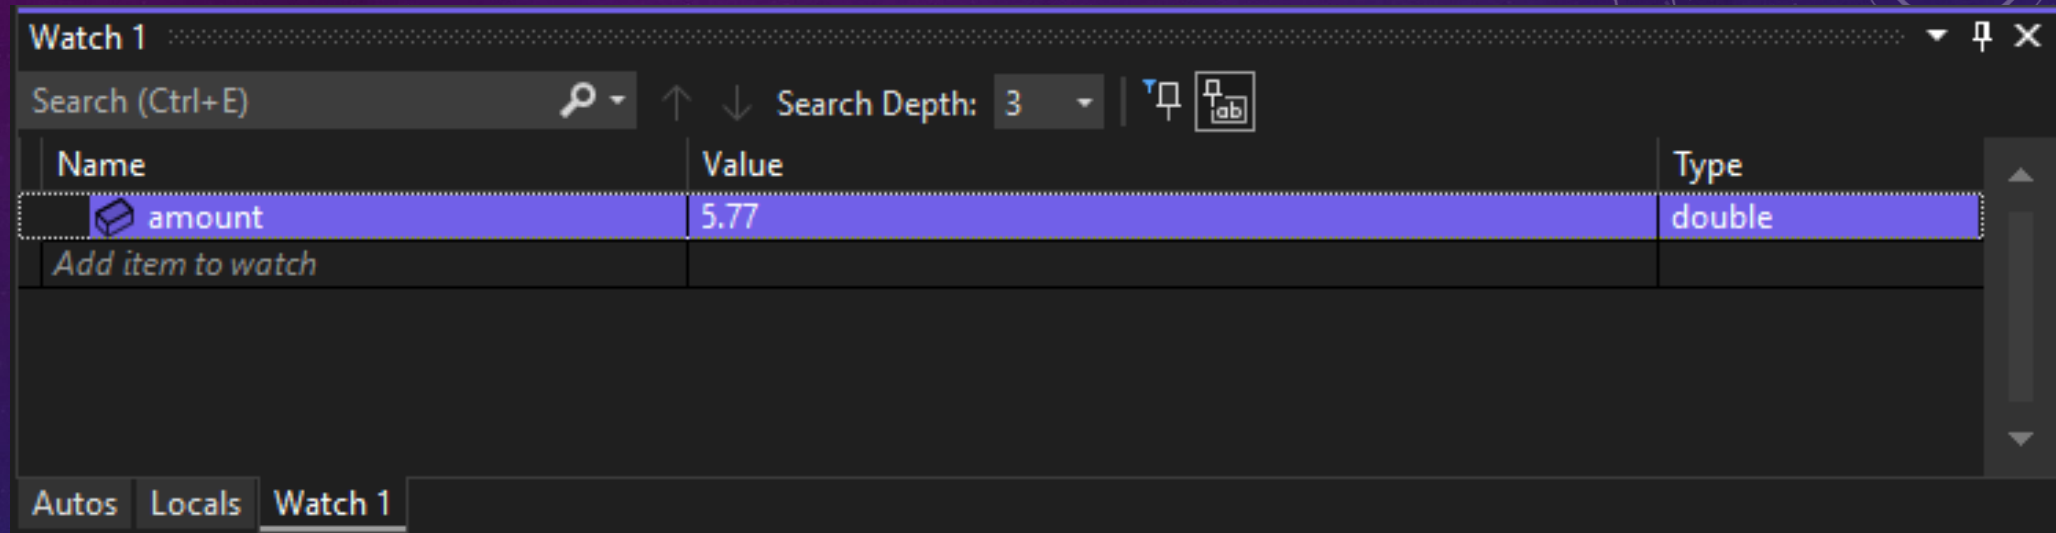 Watch 1
Search (Ctrl+E) Search Depth: 3 ab
Name Value Type
amount 5.77 double
Add item to watch
Autos Locals Watch 1